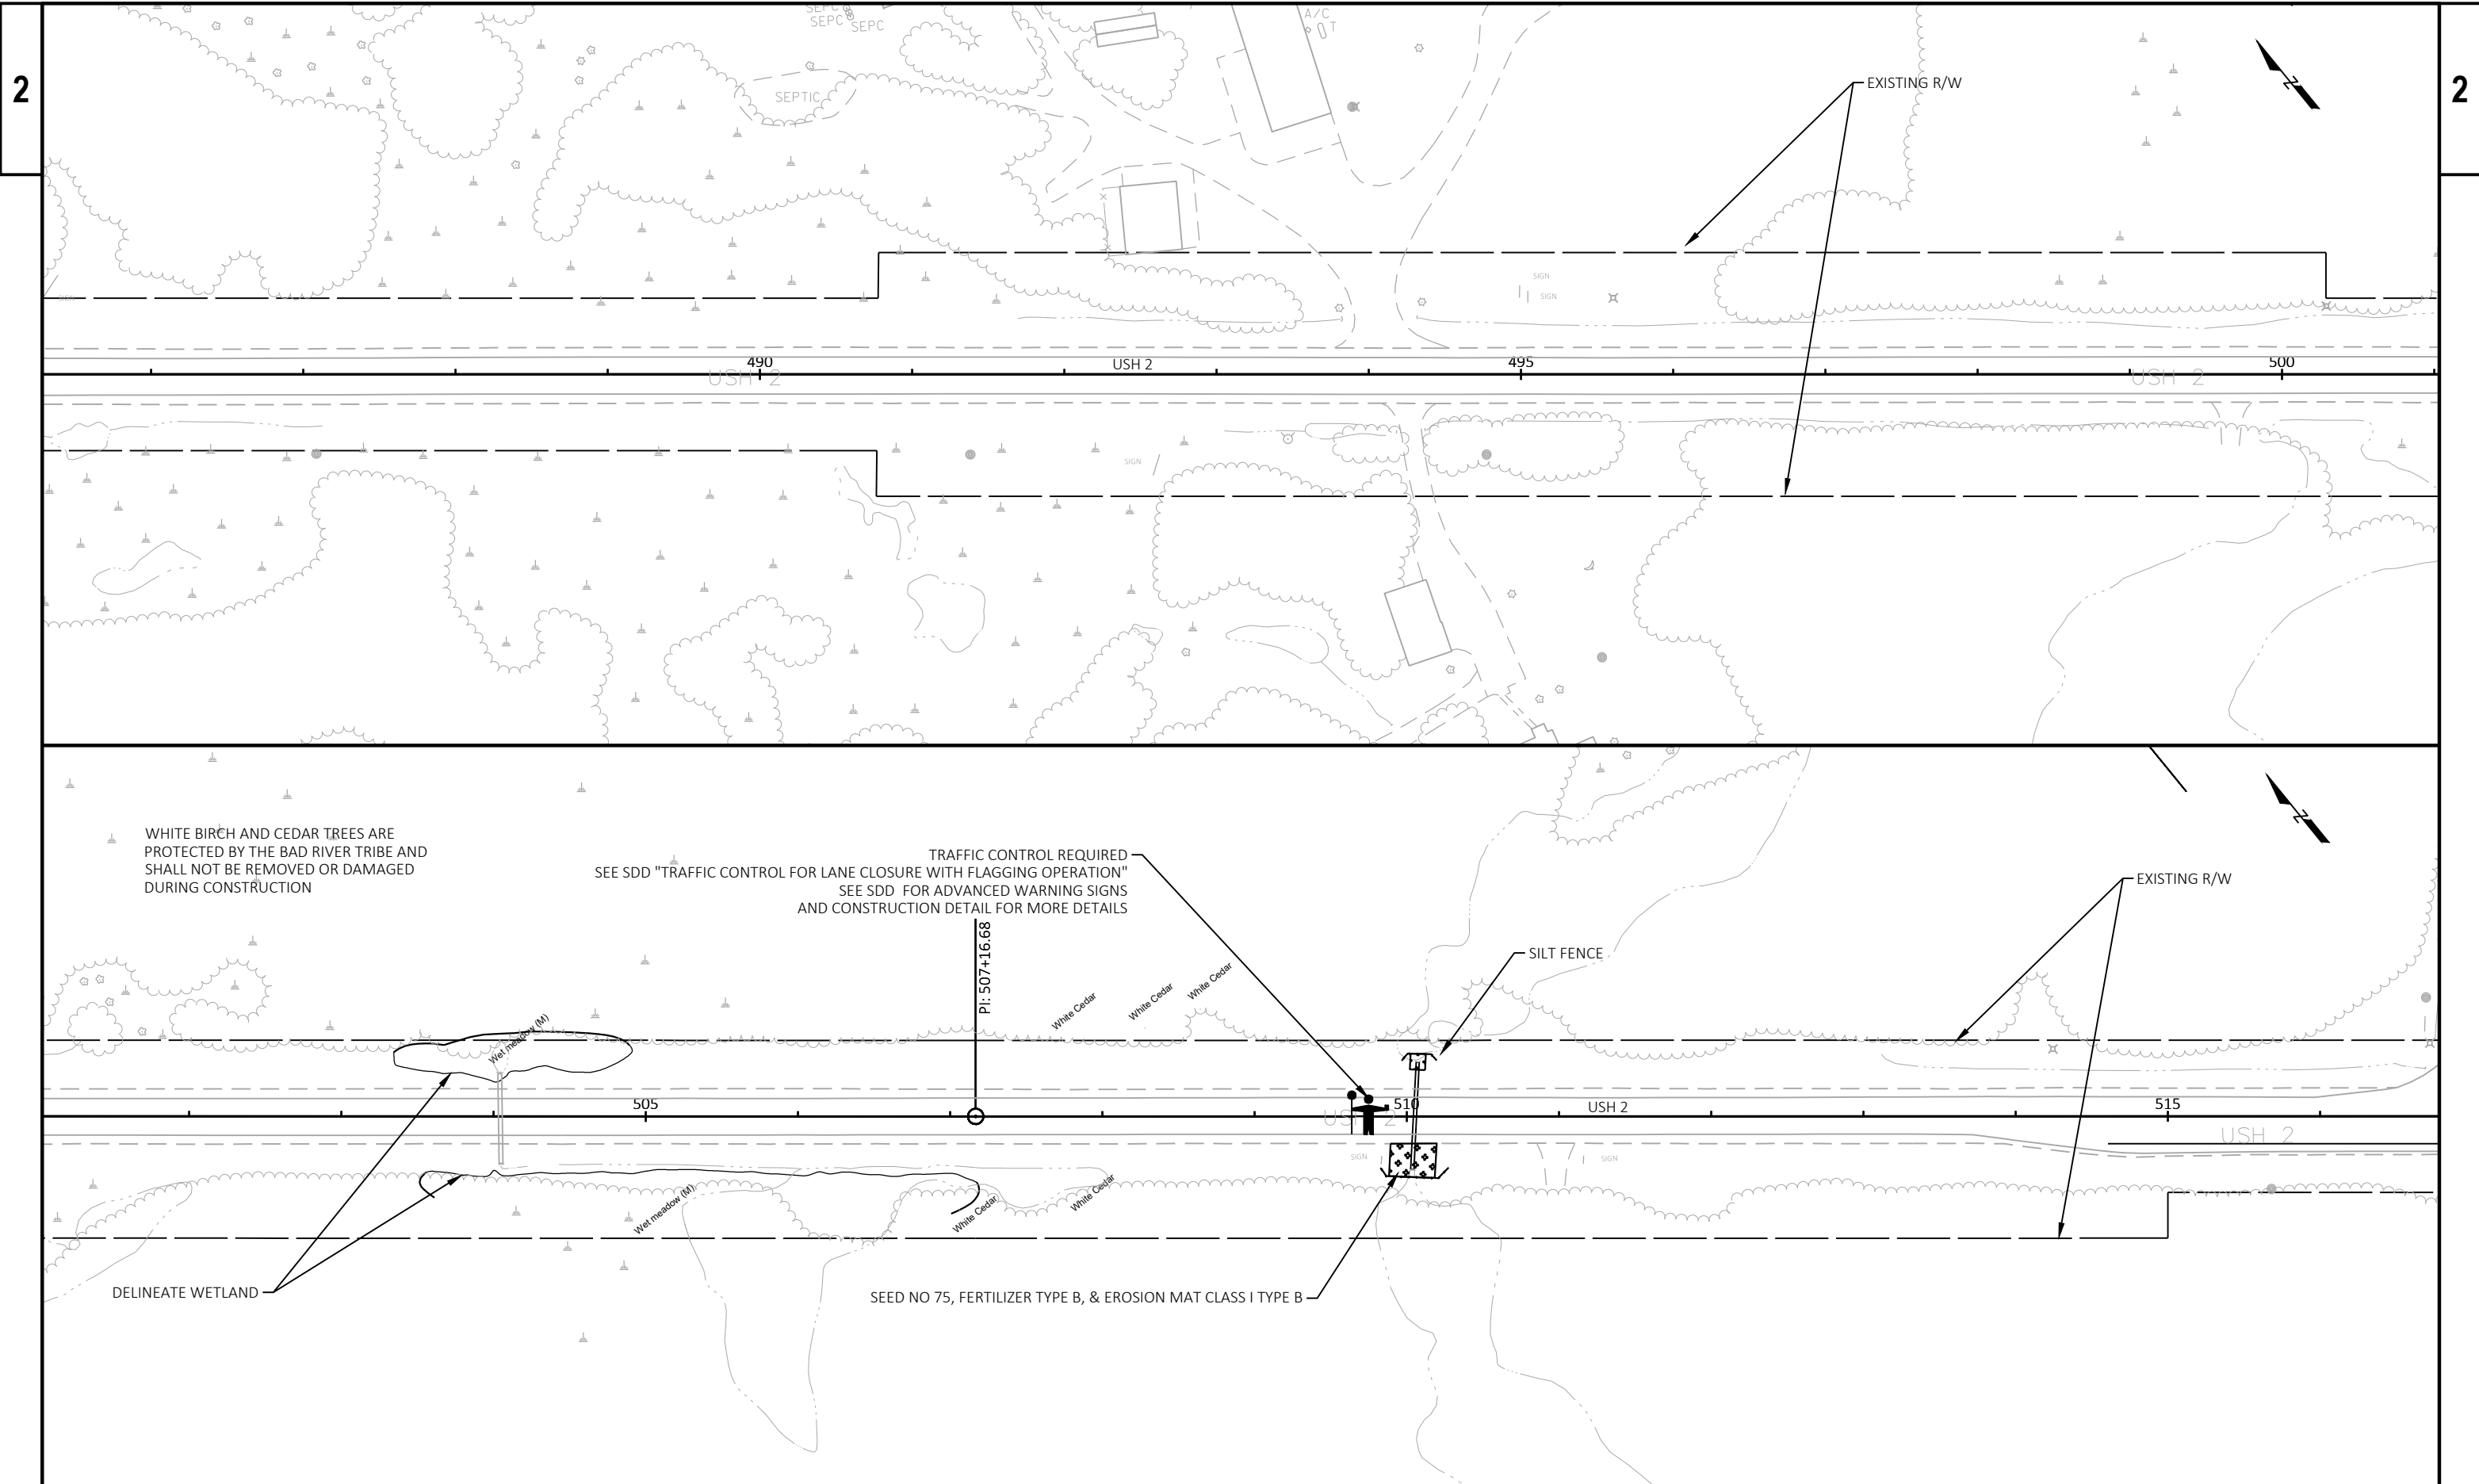 2
2
SEPC
SEPC
SEPC
A/C
T
SEPTIC
EXISTING R/W
N
SIGN
SIGN
SIGN
490
USH 2
495
500
USH 2
USH 2
SIGN
WHITE BIRCH AND CEDAR TREES ARE
PROTECTED BY THE BAD RIVER TRIBE AND
SHALL NOT BE REMOVED OR DAMAGED
DURING CONSTRUCTION
TRAFFIC CONTROL REQUIRED
SEE SDD "TRAFFIC CONTROL FOR LANE CLOSURE WITH FLAGGING OPERATION"
SEE SDD FOR ADVANCED WARNING SIGNS
AND CONSTRUCTION DETAIL FOR MORE DETAILS
N
EXISTING R/W
PI: 507+16.68
SILT FENCE
White Cedar
White Cedar
White Cedar
Wet meadow (M)
505
510
USH 2
515
USH 2
USH 2
SIGN
SIGN
Wet meadow (M)
White Cedar
White Cedar
DELINEATE WETLAND
SEED NO 75, FERTILIZER TYPE B, & EROSION MAT CLASS I TYPE B